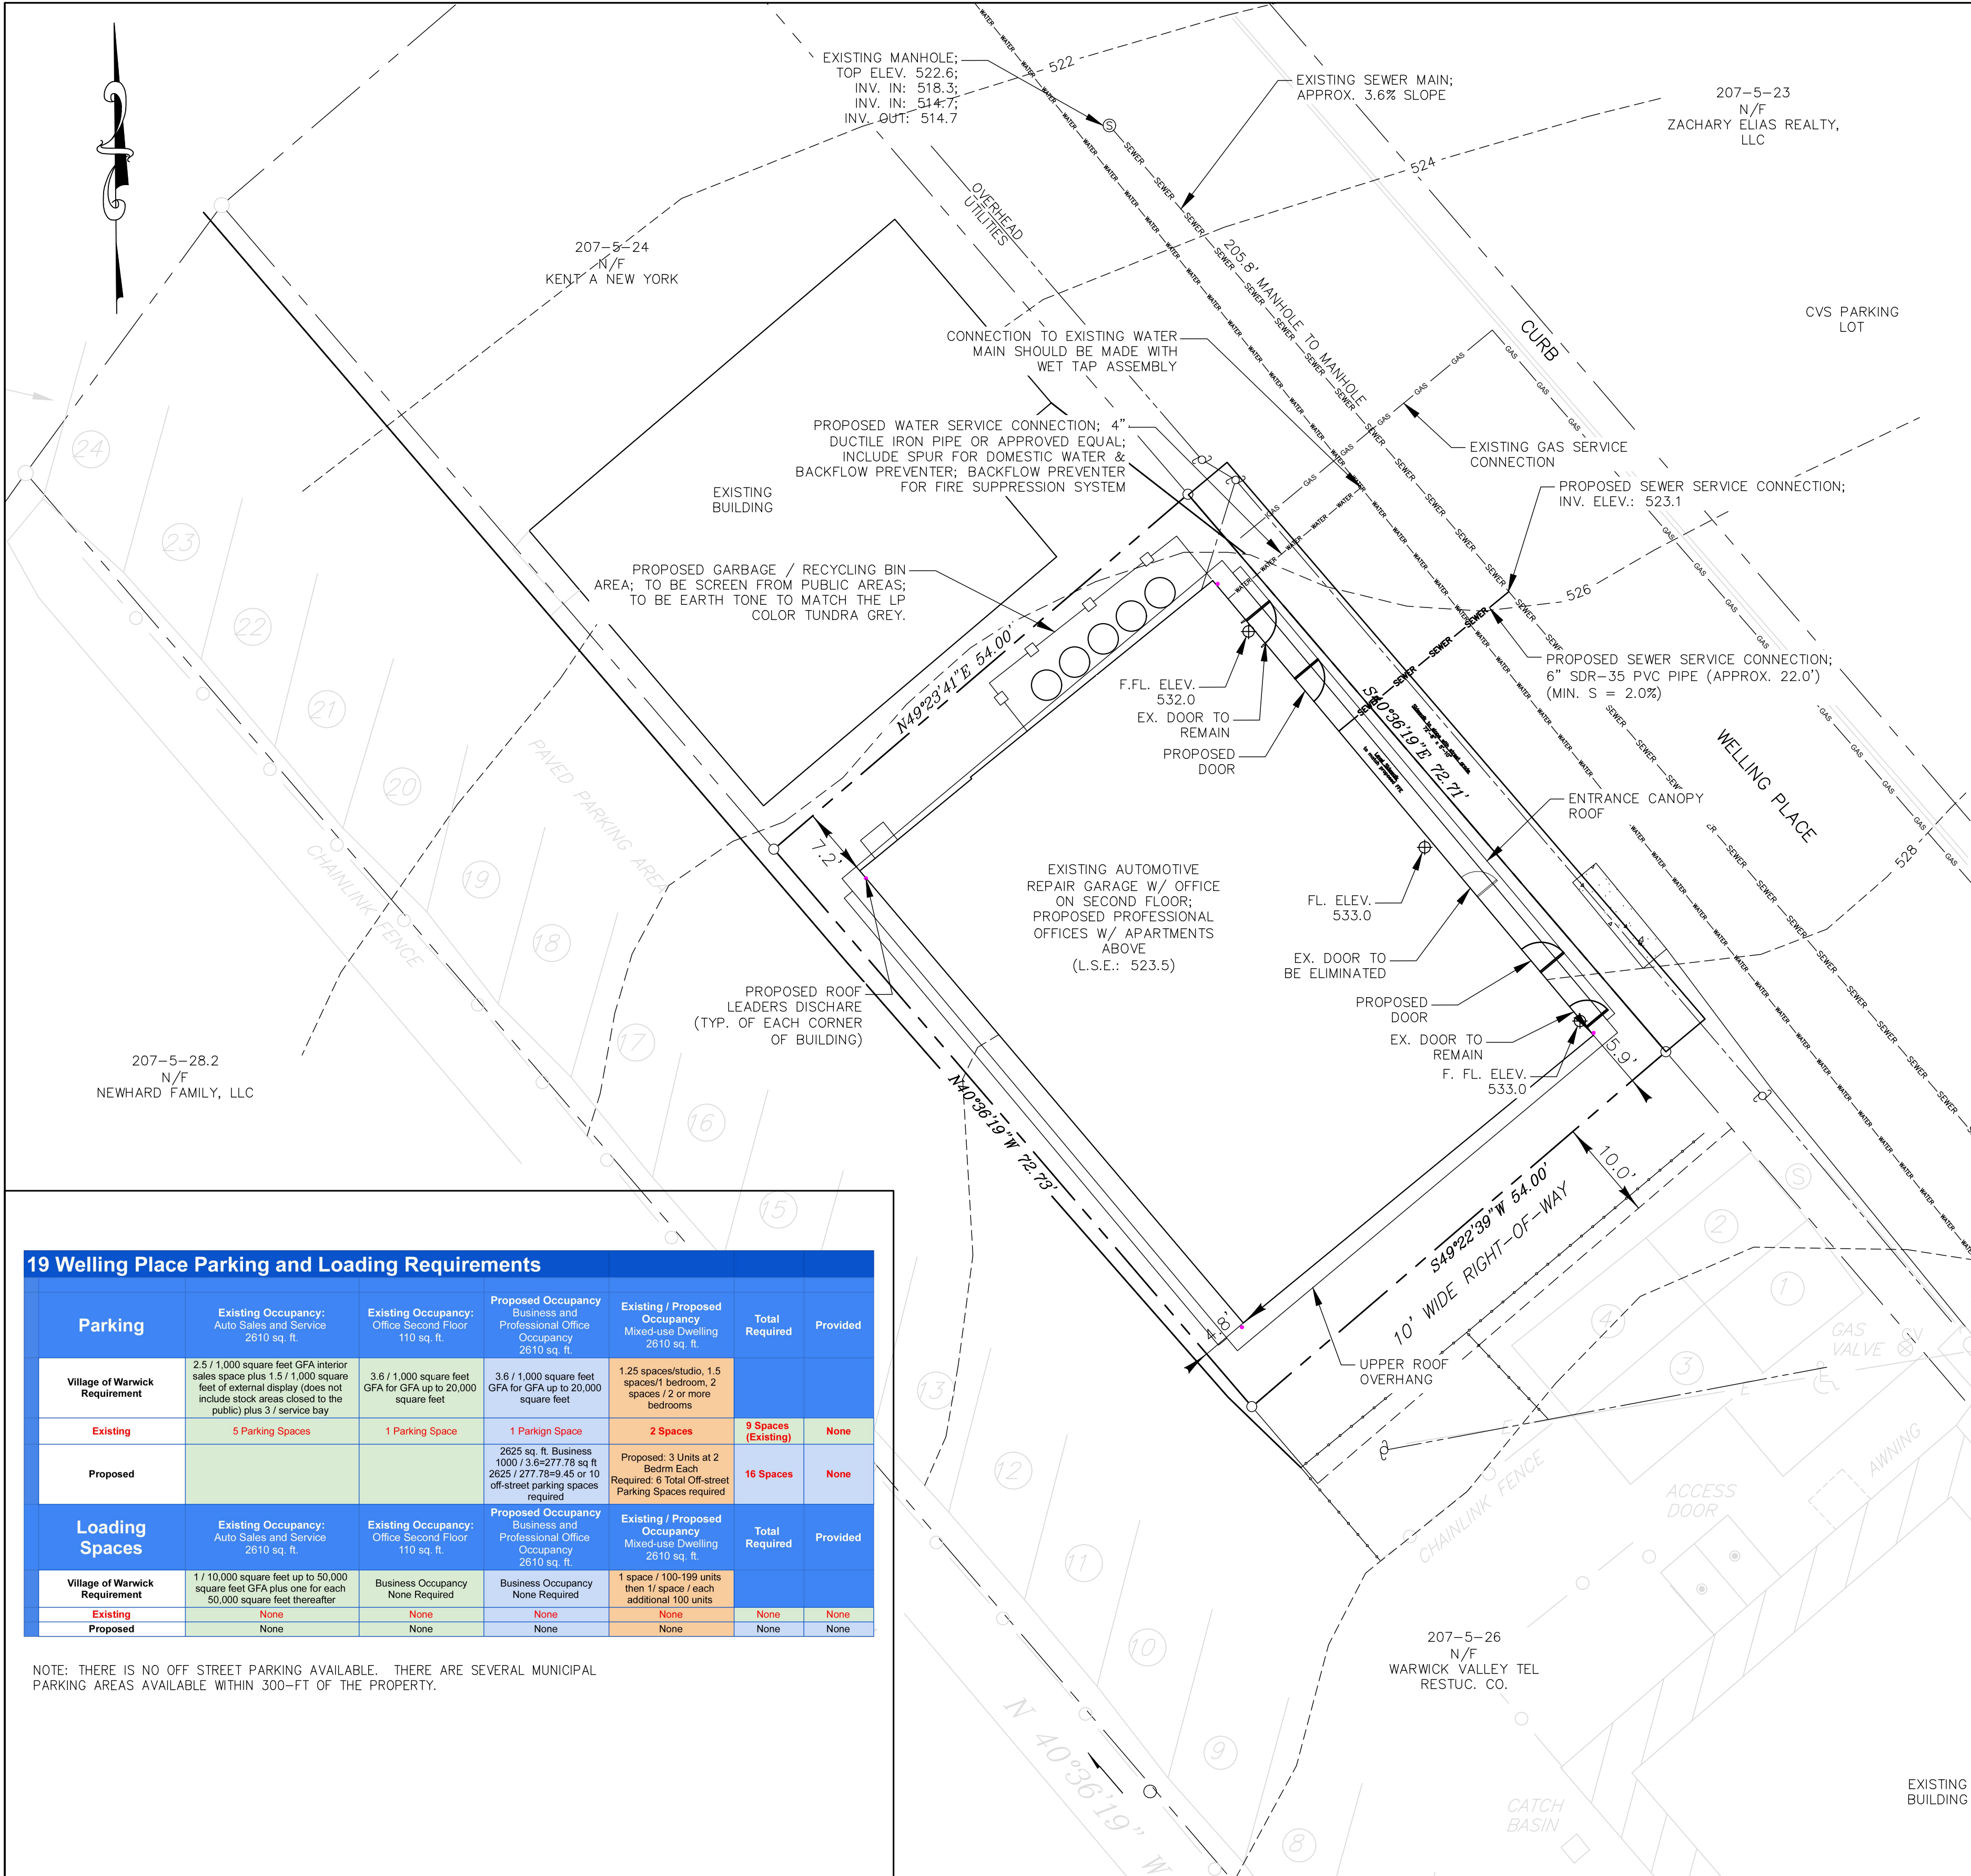 EXISTING MANHOLE;
TOP ELEV. 522.6;
INV. IN: 518.3;
INV. IN: 514.7;
INV. OUT: 514.7
522
EXISTING SEWER MAIN;
APPROX. 3.6% SLOPE
207-5-23
N/F
ZACHARY ELIAS REALTY,
LLC
524
S
OVERHEAD
UTILITIES
207-5-24
N/F
KENT A NEW YORK
205.8' MANHOLE TO MANHOLE
CURB
CVS PARKING
LOT
WATER
SEWER
GAS
CONNECTION TO EXISTING WATER
MAIN SHOULD BE MADE WITH
WET TAP ASSEMBLY
PROPOSED WATER SERVICE CONNECTION; 4"
DUCTILE IRON PIPE OR APPROVED EQUAL;
INCLUDE SPUR FOR DOMESTIC WATER &
BACKFLOW PREVENTER; BACKFLOW PREVENTER
FOR FIRE SUPPRESSION SYSTEM
EXISTING GAS SERVICE
CONNECTION
EXISTING
BUILDING
PROPOSED SEWER SERVICE CONNECTION;
INV. ELEV.: 523.1
PROPOSED GARBAGE / RECYCLING BIN
AREA; TO BE SCREEN FROM PUBLIC AREAS;
TO BE EARTH TONE TO MATCH THE LP
COLOR TUNDRA GREY.
526
PROPOSED SEWER SERVICE CONNECTION;
6" SDR-35 PVC PIPE (APPROX. 22.0')
(MIN. S = 2.0%)
N49°23'41"E 54.00'
F.FL. ELEV.
532.0
EX. DOOR TO
REMAIN
PROPOSED
DOOR
S40°36'19"E 72.71'
WELLING PLACE
ENTRANCE CANOPY
ROOF
528
7.2'
EXISTING AUTOMOTIVE
REPAIR GARAGE W/ OFFICE
ON SECOND FLOOR;
PROPOSED PROFESSIONAL
OFFICES W/ APARTMENTS
ABOVE
(L.S.E.: 523.5)
FL. ELEV.
533.0
EX. DOOR TO
BE ELIMINATED
PROPOSED
DOOR
EX. DOOR TO
REMAIN
F. FL. ELEV.
533.0
5.9'
PROPOSED ROOF
LEADERS DISCHARE
(TYP. OF EACH CORNER
OF BUILDING)
24
23
22
21
20
19
18
17
16
15
PAVED PARKING AREA
CHAINLINK FENCE
207-5-28.2
N/F
NEWHARD FAMILY, LLC
N40°36'19"W 72.73'
10.0'
S49°22'39"W 54.00'
10' WIDE RIGHT-OF-WAY
4.8'
UPPER ROOF
OVERHANG
S
2
1
4
3
GAS
VALVE
GV
E
E
E
AWNING
CHAINLINK FENCE
ACCESS
DOOR
13
12
11
10
9
8
N 40°36'19" W
207-5-26
N/F
WARWICK VALLEY TEL
RESTUC. CO.
CATCH
BASIN
EXISTING
BUILDING
19 Welling Place Parking and Loading Requirements
Parking
Existing Occupancy:
Auto Sales and Service
2610 sq. ft.
Existing Occupancy:
Office Second Floor
110 sq. ft.
Proposed Occupancy
Business and
Professional Office
Occupancy
2610 sq. ft.
Existing / Proposed
Occupancy
Mixed-use Dwelling
2610 sq. ft.
Total
Required
Provided
Village of Warwick
Requirement
2.5 / 1,000 square feet GFA interior
sales space plus 1.5 / 1,000 square
feet of external display (does not
include stock areas closed to the
public) plus 3 / service bay
3.6 / 1,000 square feet
GFA for GFA up to 20,000
square feet
3.6 / 1,000 square feet
GFA for GFA up to 20,000
square feet
1.25 spaces/studio, 1.5
spaces/1 bedroom, 2
spaces / 2 or more
bedrooms
Existing
5 Parking Spaces
1 Parking Space
1 Parkign Space
2 Spaces
9 Spaces
(Existing)
None
Proposed
2625 sq. ft. Business
1000 / 3.6=277.78 sq ft
2625 / 277.78=9.45 or 10
off-street parking spaces
required
Proposed: 3 Units at 2
Bedrm Each
Required: 6 Total Off-street
Parking Spaces required
16 Spaces
None
Loading
Spaces
Existing Occupancy:
Auto Sales and Service
2610 sq. ft.
Existing Occupancy:
Office Second Floor
110 sq. ft.
Proposed Occupancy
Business and
Professional Office
Occupancy
2610 sq. ft.
Existing / Proposed
Occupancy
Mixed-use Dwelling
2610 sq. ft.
Total
Required
Provided
Village of Warwick
Requirement
1 / 10,000 square feet up to 50,000
square feet GFA plus one for each
50,000 square feet thereafter
Business Occupancy
None Required
Business Occupancy
None Required
1 space / 100-199 units
then 1/ space / each
additional 100 units
Existing
None
None
None
None
None
None
Proposed
None
None
None
None
None
None
NOTE: THERE IS NO OFF STREET PARKING AVAILABLE. THERE ARE SEVERAL MUNICIPAL
PARKING AREAS AVAILABLE WITHIN 300-FT OF THE PROPERTY.